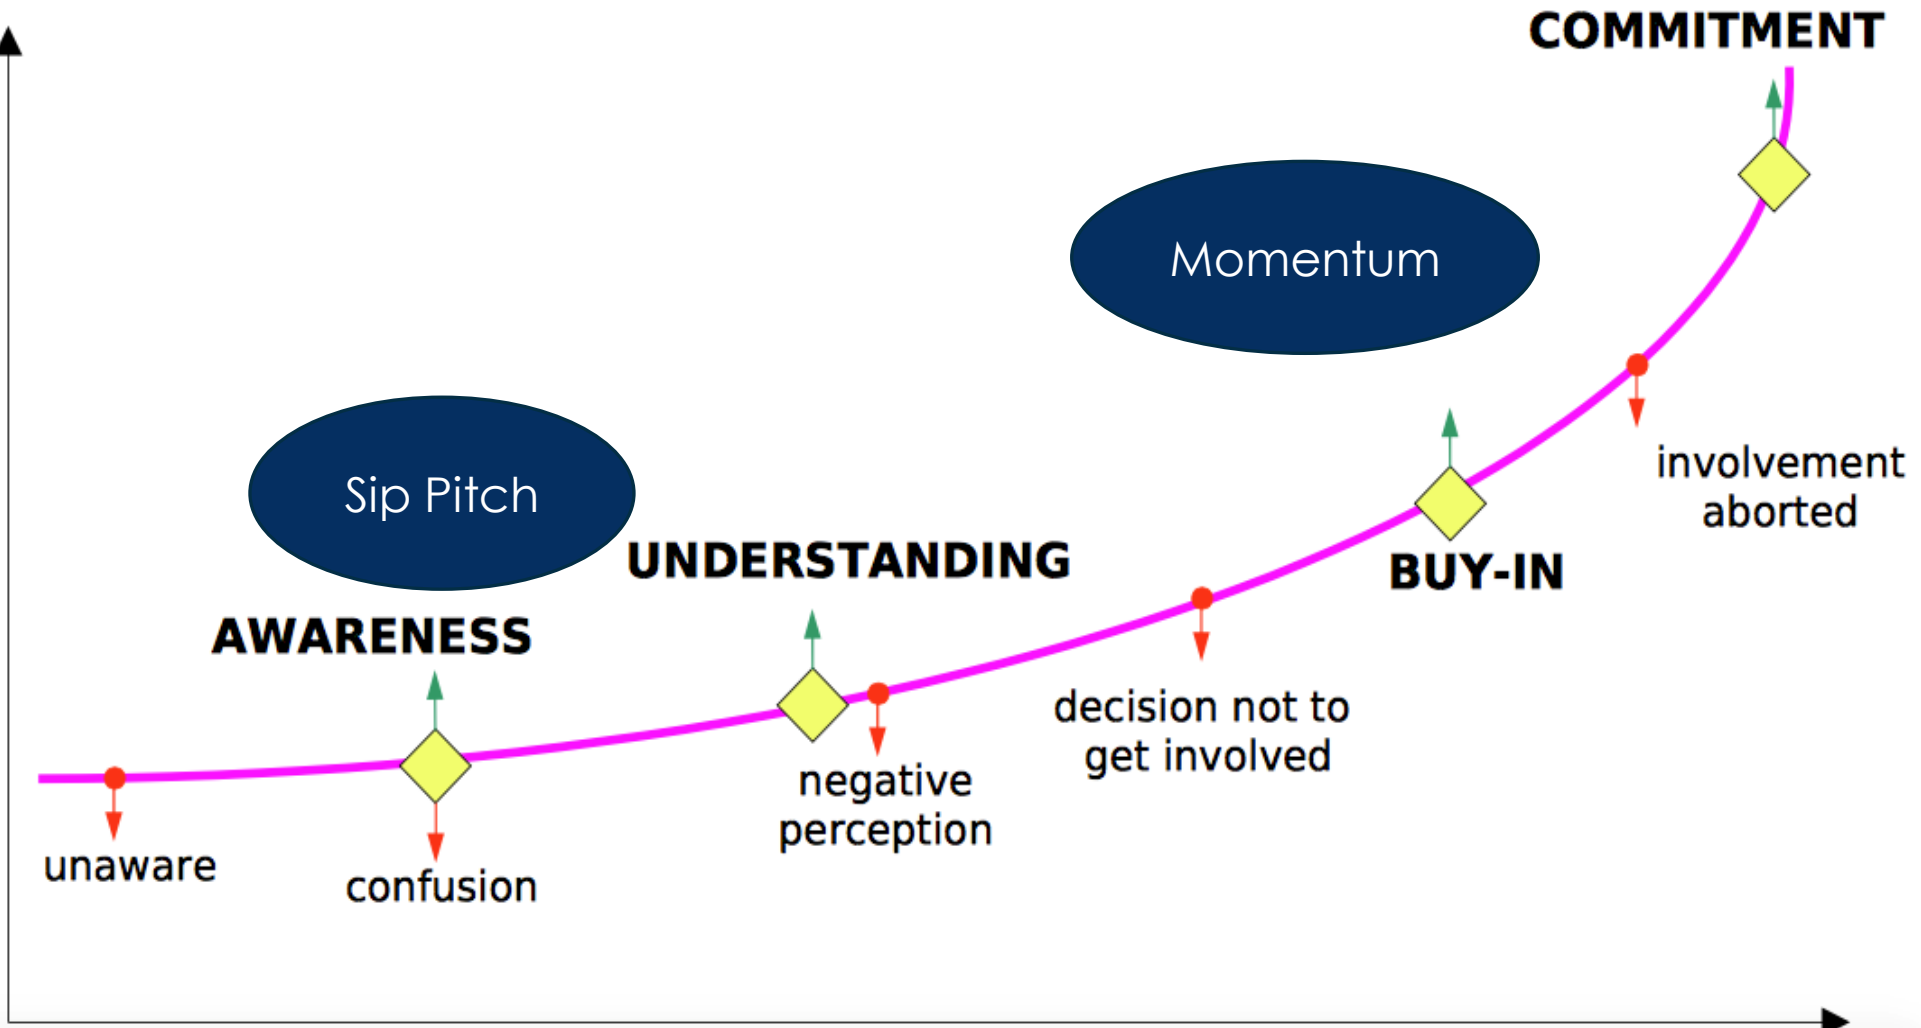 COMMITMENT
Momentum
Sip Pitch
involvement
aborted
UNDERSTANDING
BUY-IN
AWARENESS
decision not to
get involved
negative
perception
unaware
confusion